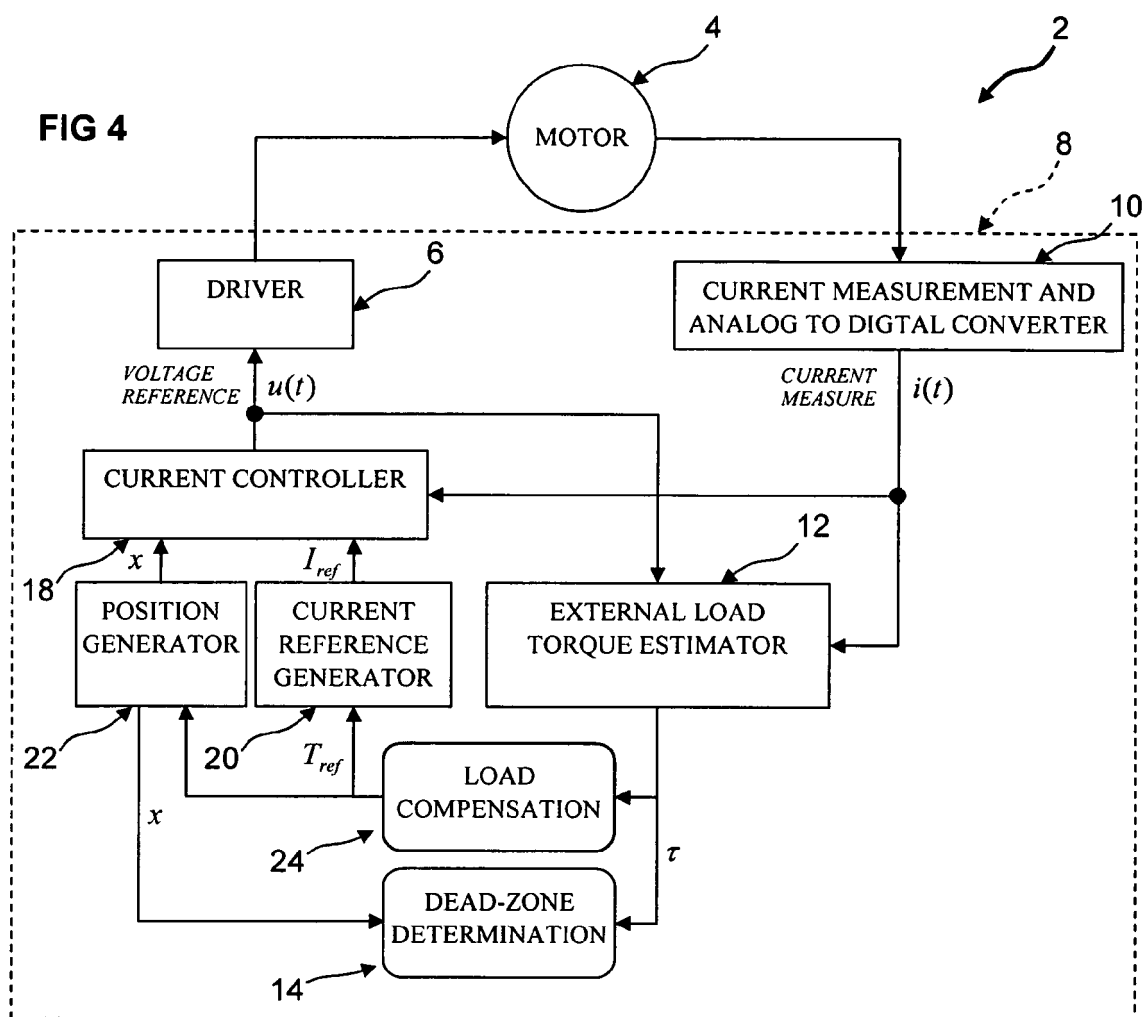 4
2
FIG 4
MOTOR
8
10
6
DRIVER
CURRENT MEASUREMENT AND
ANALOG TO DIGTAL CONVERTER
VOLTAGE
REFERENCE
u(t)
CURRENT
MEASURE
i(t)
CURRENT CONTROLLER
12
18
x
I_ref
POSITION
GENERATOR
CURRENT
REFERENCE
GENERATOR
EXTERNAL LOAD
TORQUE ESTIMATOR
22
20
T_ref
LOAD
COMPENSATION
x
24
τ
DEAD-ZONE
DETERMINATION
14